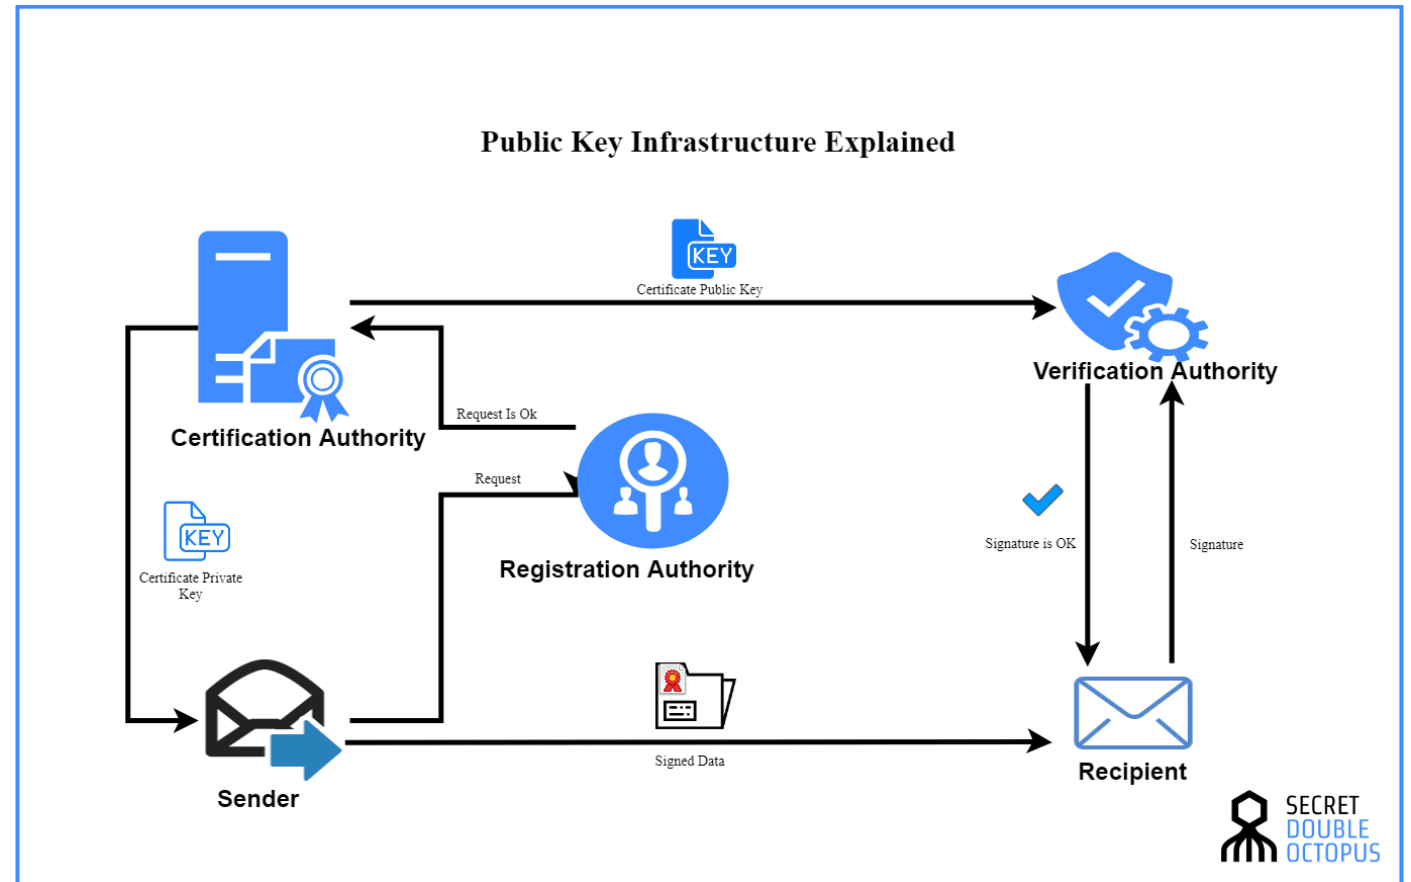 Public Key Infrastructure Explained
KEY
Certificate Public Key
Verification Authority
Request Is Ok
Certification Authority
Request
KEY
Certificate Private
Key
Registration Authority
Signature is OK
Signature
Signed Data
Sender
Recipient
SECRET
DOUBLE
OCTOPUS